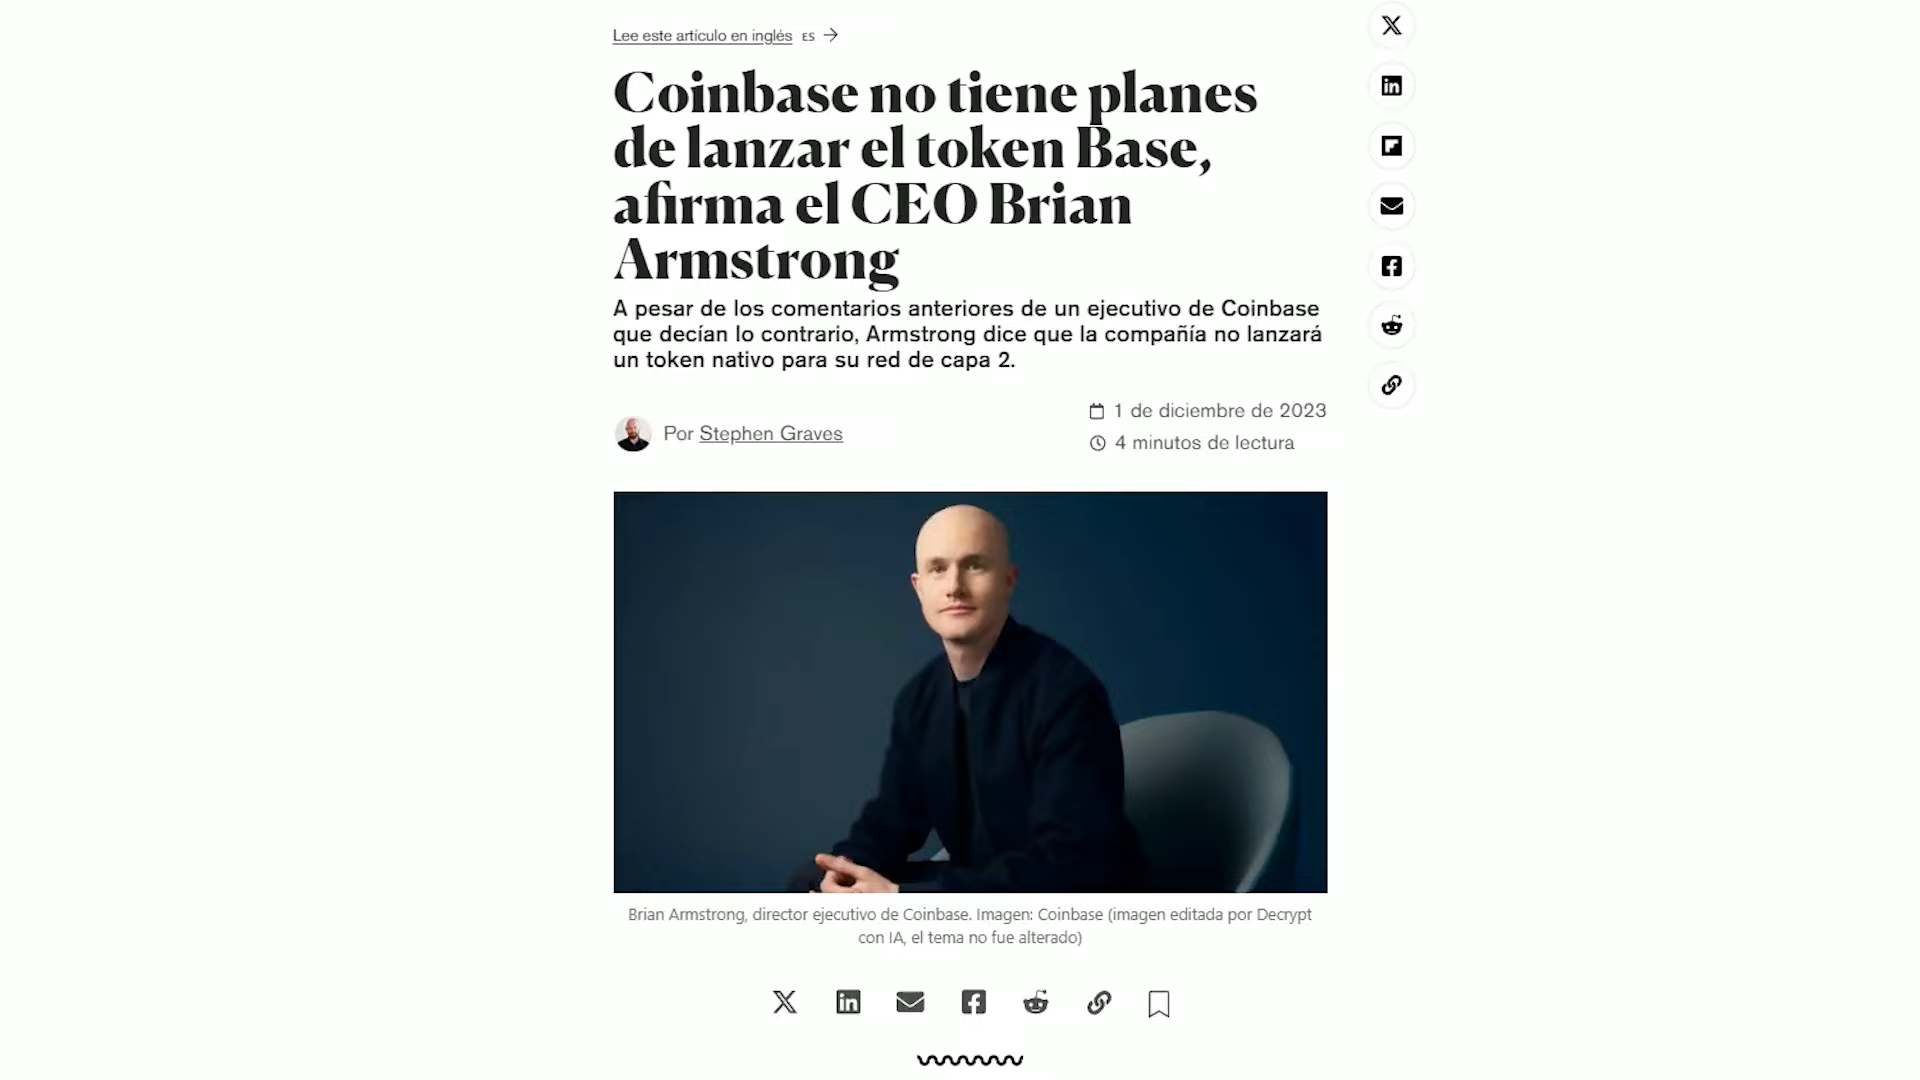 Lee este artículo en inglés ES →
Coinbase no tiene planes
de lanzar el token Base,
afirma el CEO Brian
Armstrong
A pesar de los comentarios anteriores de un ejecutivo de Coinbase
que decían lo contrario, Armstrong dice que la compañía no lanzará
un token nativo para su red de capa 2.
Por Stephen Graves
1 de diciembre de 2023
4 minutos de lectura
Brian Armstrong, director ejecutivo de Coinbase. Imagen: Coinbase (imagen editada por Decrypt
con IA, el tema no fue alterado)